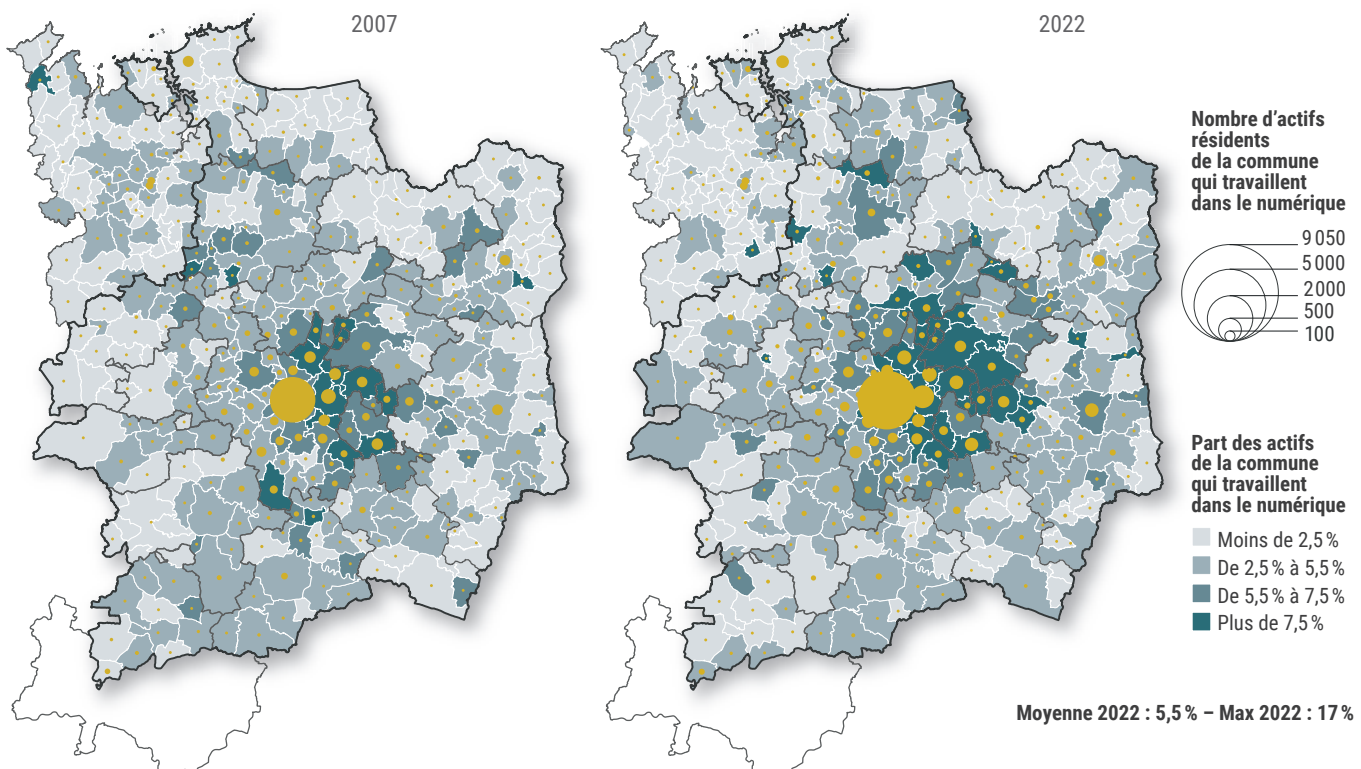 2007
2022
Nombre d'actifs
résidents
de la commune
qui travaillent
dans le numérique
9 050
5 000
2 000
500
100
Part des actifs
de la commune
qui travaillent
dans le numérique
Moins de 2,5 %
De 2,5 % à 5,5 %
De 5,5 % à 7,5 %
Plus de 7,5 %
Moyenne 2022 : 5,5 % – Max 2022 : 17 %